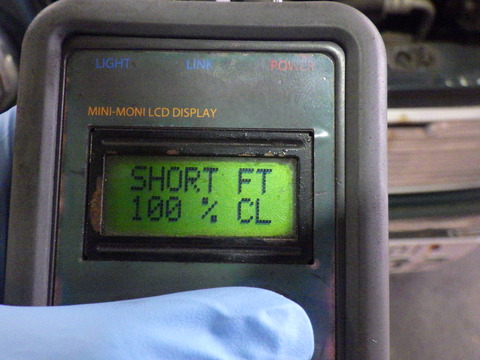 LIGHT LINK POWER
MINI-MONI LCD DISPLAY
SHORT FT
100 % CL